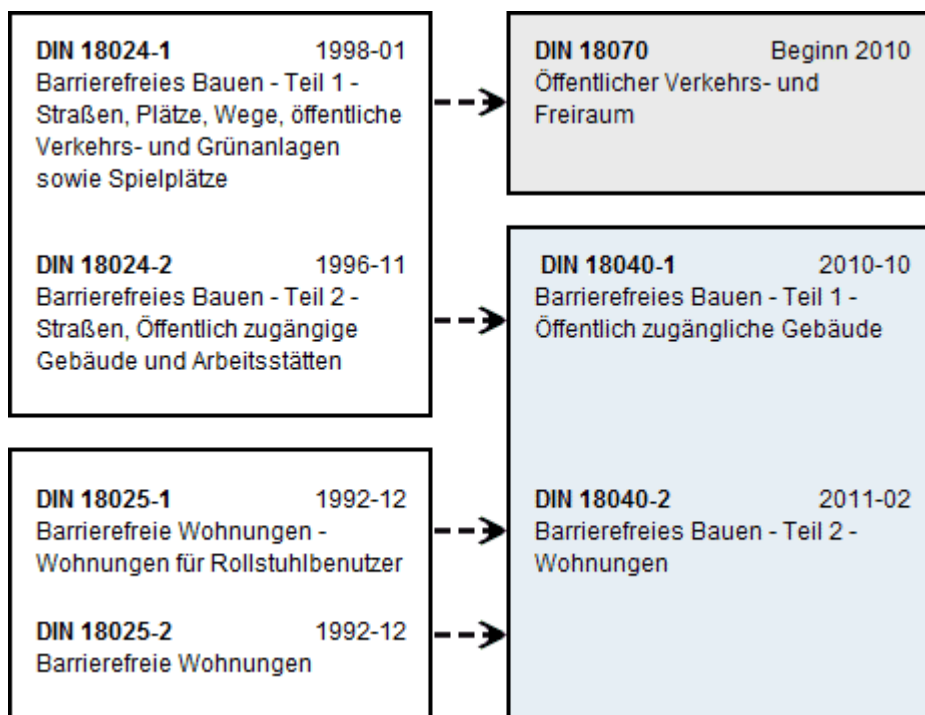 DIN 18024-1 1998-01
Barrierefreies Bauen - Teil 1 -
Straßen, Plätze, Wege, öffentliche
Verkehrs- und Grünanlagen
sowie Spielplätze
DIN 18024-2 1996-11
Barrierefreies Bauen - Teil 2 -
Straßen, Öffentlich zugängige
Gebäude und Arbeitsstätten
DIN 18025-1 1992-12
Barrierefreie Wohnungen -
Wohnungen für Rollstuhlbenutzer
DIN 18025-2 1992-12
Barrierefreie Wohnungen
DIN 18070 Beginn 2010
Öffentlicher Verkehrs- und
Freiraum
DIN 18040-1 2010-10
Barrierefreies Bauen - Teil 1 -
Öffentlich zugängliche Gebäude
DIN 18040-2 2011-02
Barrierefreies Bauen - Teil 2 -
Wohnungen